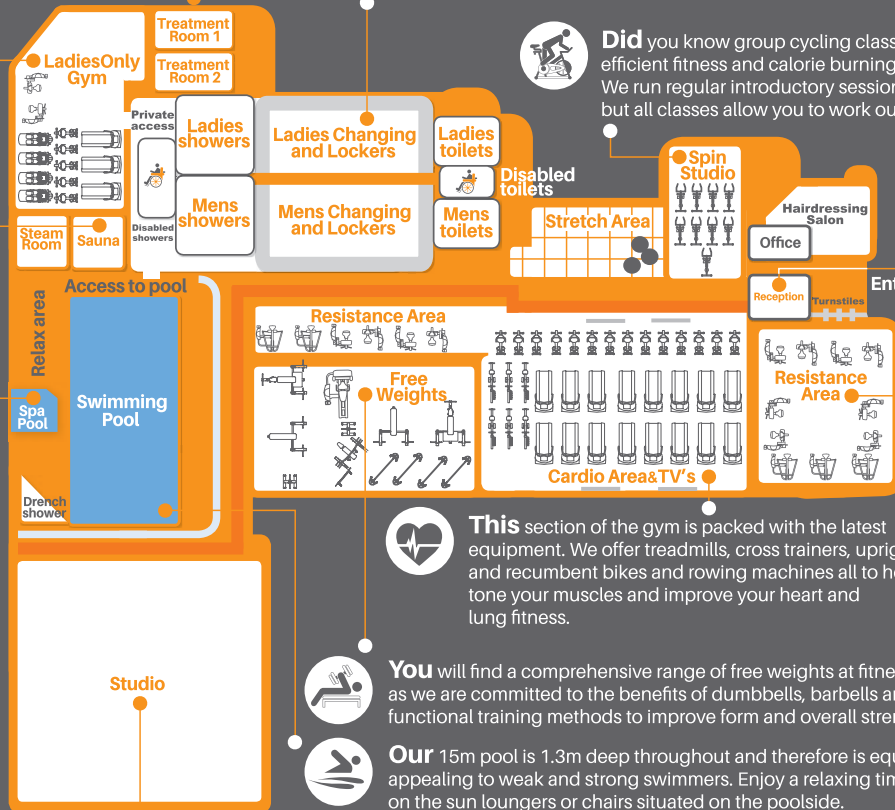 Treatment
Room 1
Treatment
Room 2
LadiesOnly
Gym
Private
access
Ladies
showers
Ladies Changing
and Lockers
Ladies
toilets
Disabled
toilets
Mens
showers
Mens Changing
and Lockers
Mens
toilets
Disabled
showers
Steam
Room
Sauna
Stretch Area
Spin
Studio
Hairdressing
Salon
Office
Reception
Turnstiles
Ent
Did you know group cycling class
efficient fitness and calorie burning
We run regular introductory session
but all classes allow you to work ou
Access to pool
Relax area
Swimming
Pool
Spa
Pool
Drench
shower
Resistance Area
Free
Weights
Cardio Area&TV's
Resistance
Area
Studio
This section of the gym is packed with the latest
equipment. We offer treadmills, cross trainers, uprig
and recumbent bikes and rowing machines all to he
tone your muscles and improve your heart and
lung fitness.
You will find a comprehensive range of free weights at fitne
as we are committed to the benefits of dumbbells, barbells an
functional training methods to improve form and overall stren
Our 15m pool is 1.3m deep throughout and therefore is equ
appealing to weak and strong swimmers. Enjoy a relaxing tim
on the sun loungers or chairs situated on the poolside.